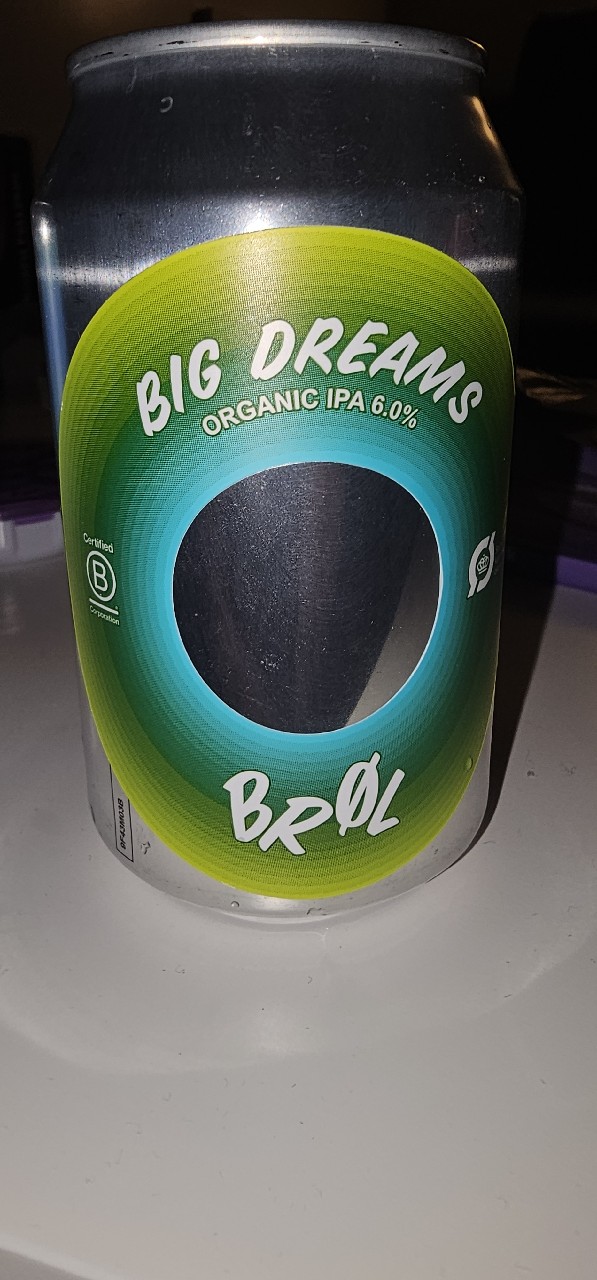 BIG DREAMS
ORGANIC IPA 6.0%
Certified
B
Corporation
Ø
BRØL